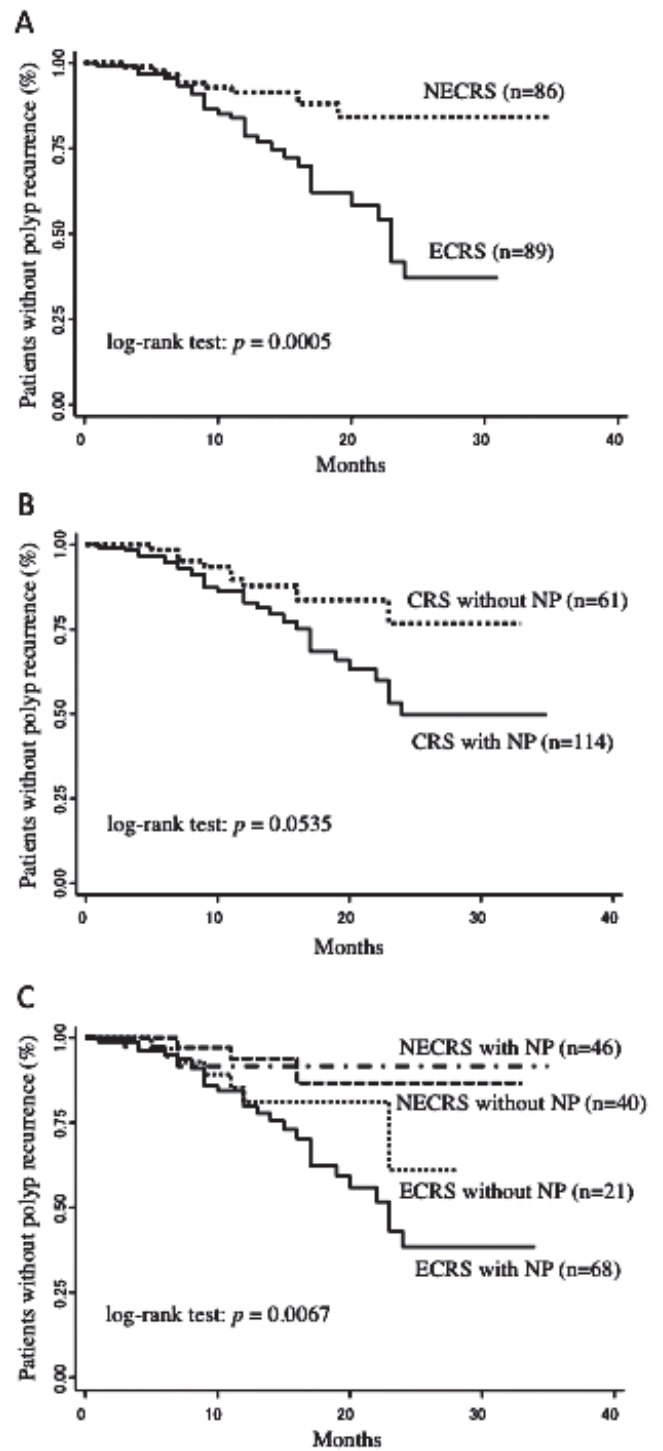 A
Patients without polyp recurrence (%)
1.00
0.75
0.50
0.25
0.00
NECRS (n=86)
ECRS (n=89)
log-rank test: p = 0.0005
0 10 20 30 40
Months
B
Patients without polyp recurrence (%)
1.00
0.75
0.50
0.25
0.00
CRS without NP (n=61)
CRS with NP (n=114)
log-rank test: p = 0.0535
0 10 20 30 40
Months
C
Patients without polyp recurrence (%)
1.00
0.75
0.50
0.25
0.00
NECRS with NP (n=46)
NECRS without NP (n=40)
ECRS without NP (n=21)
ECRS with NP (n=68)
log-rank test: p = 0.0067
0 10 20 30 40
Months